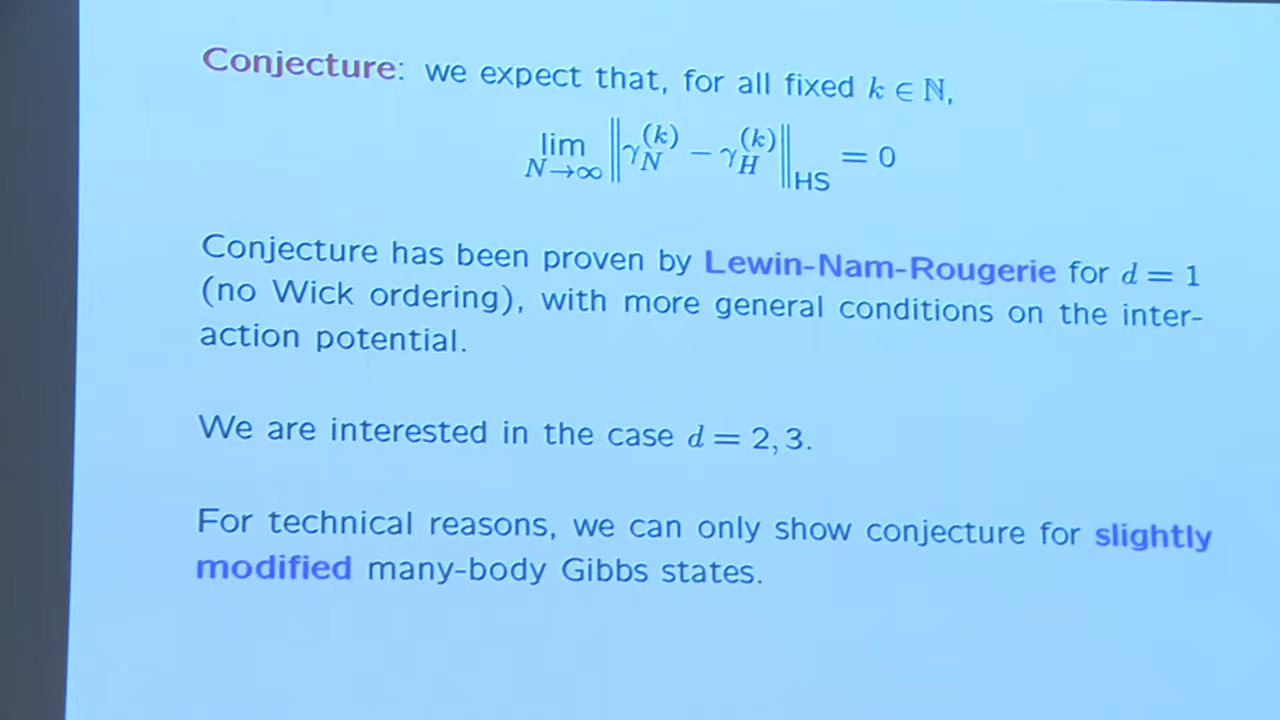 Conjecture: we expect that, for all fixed k ∈ ℕ,
lim_{N→∞} ‖γ_N^{(k)} − γ_H^{(k)}‖_{HS} = 0
Conjecture has been proven by Lewin-Nam-Rougerie for d = 1
(no Wick ordering), with more general conditions on the inter-
action potential.
We are interested in the case d = 2, 3.
For technical reasons, we can only show conjecture for slightly
modified many-body Gibbs states.